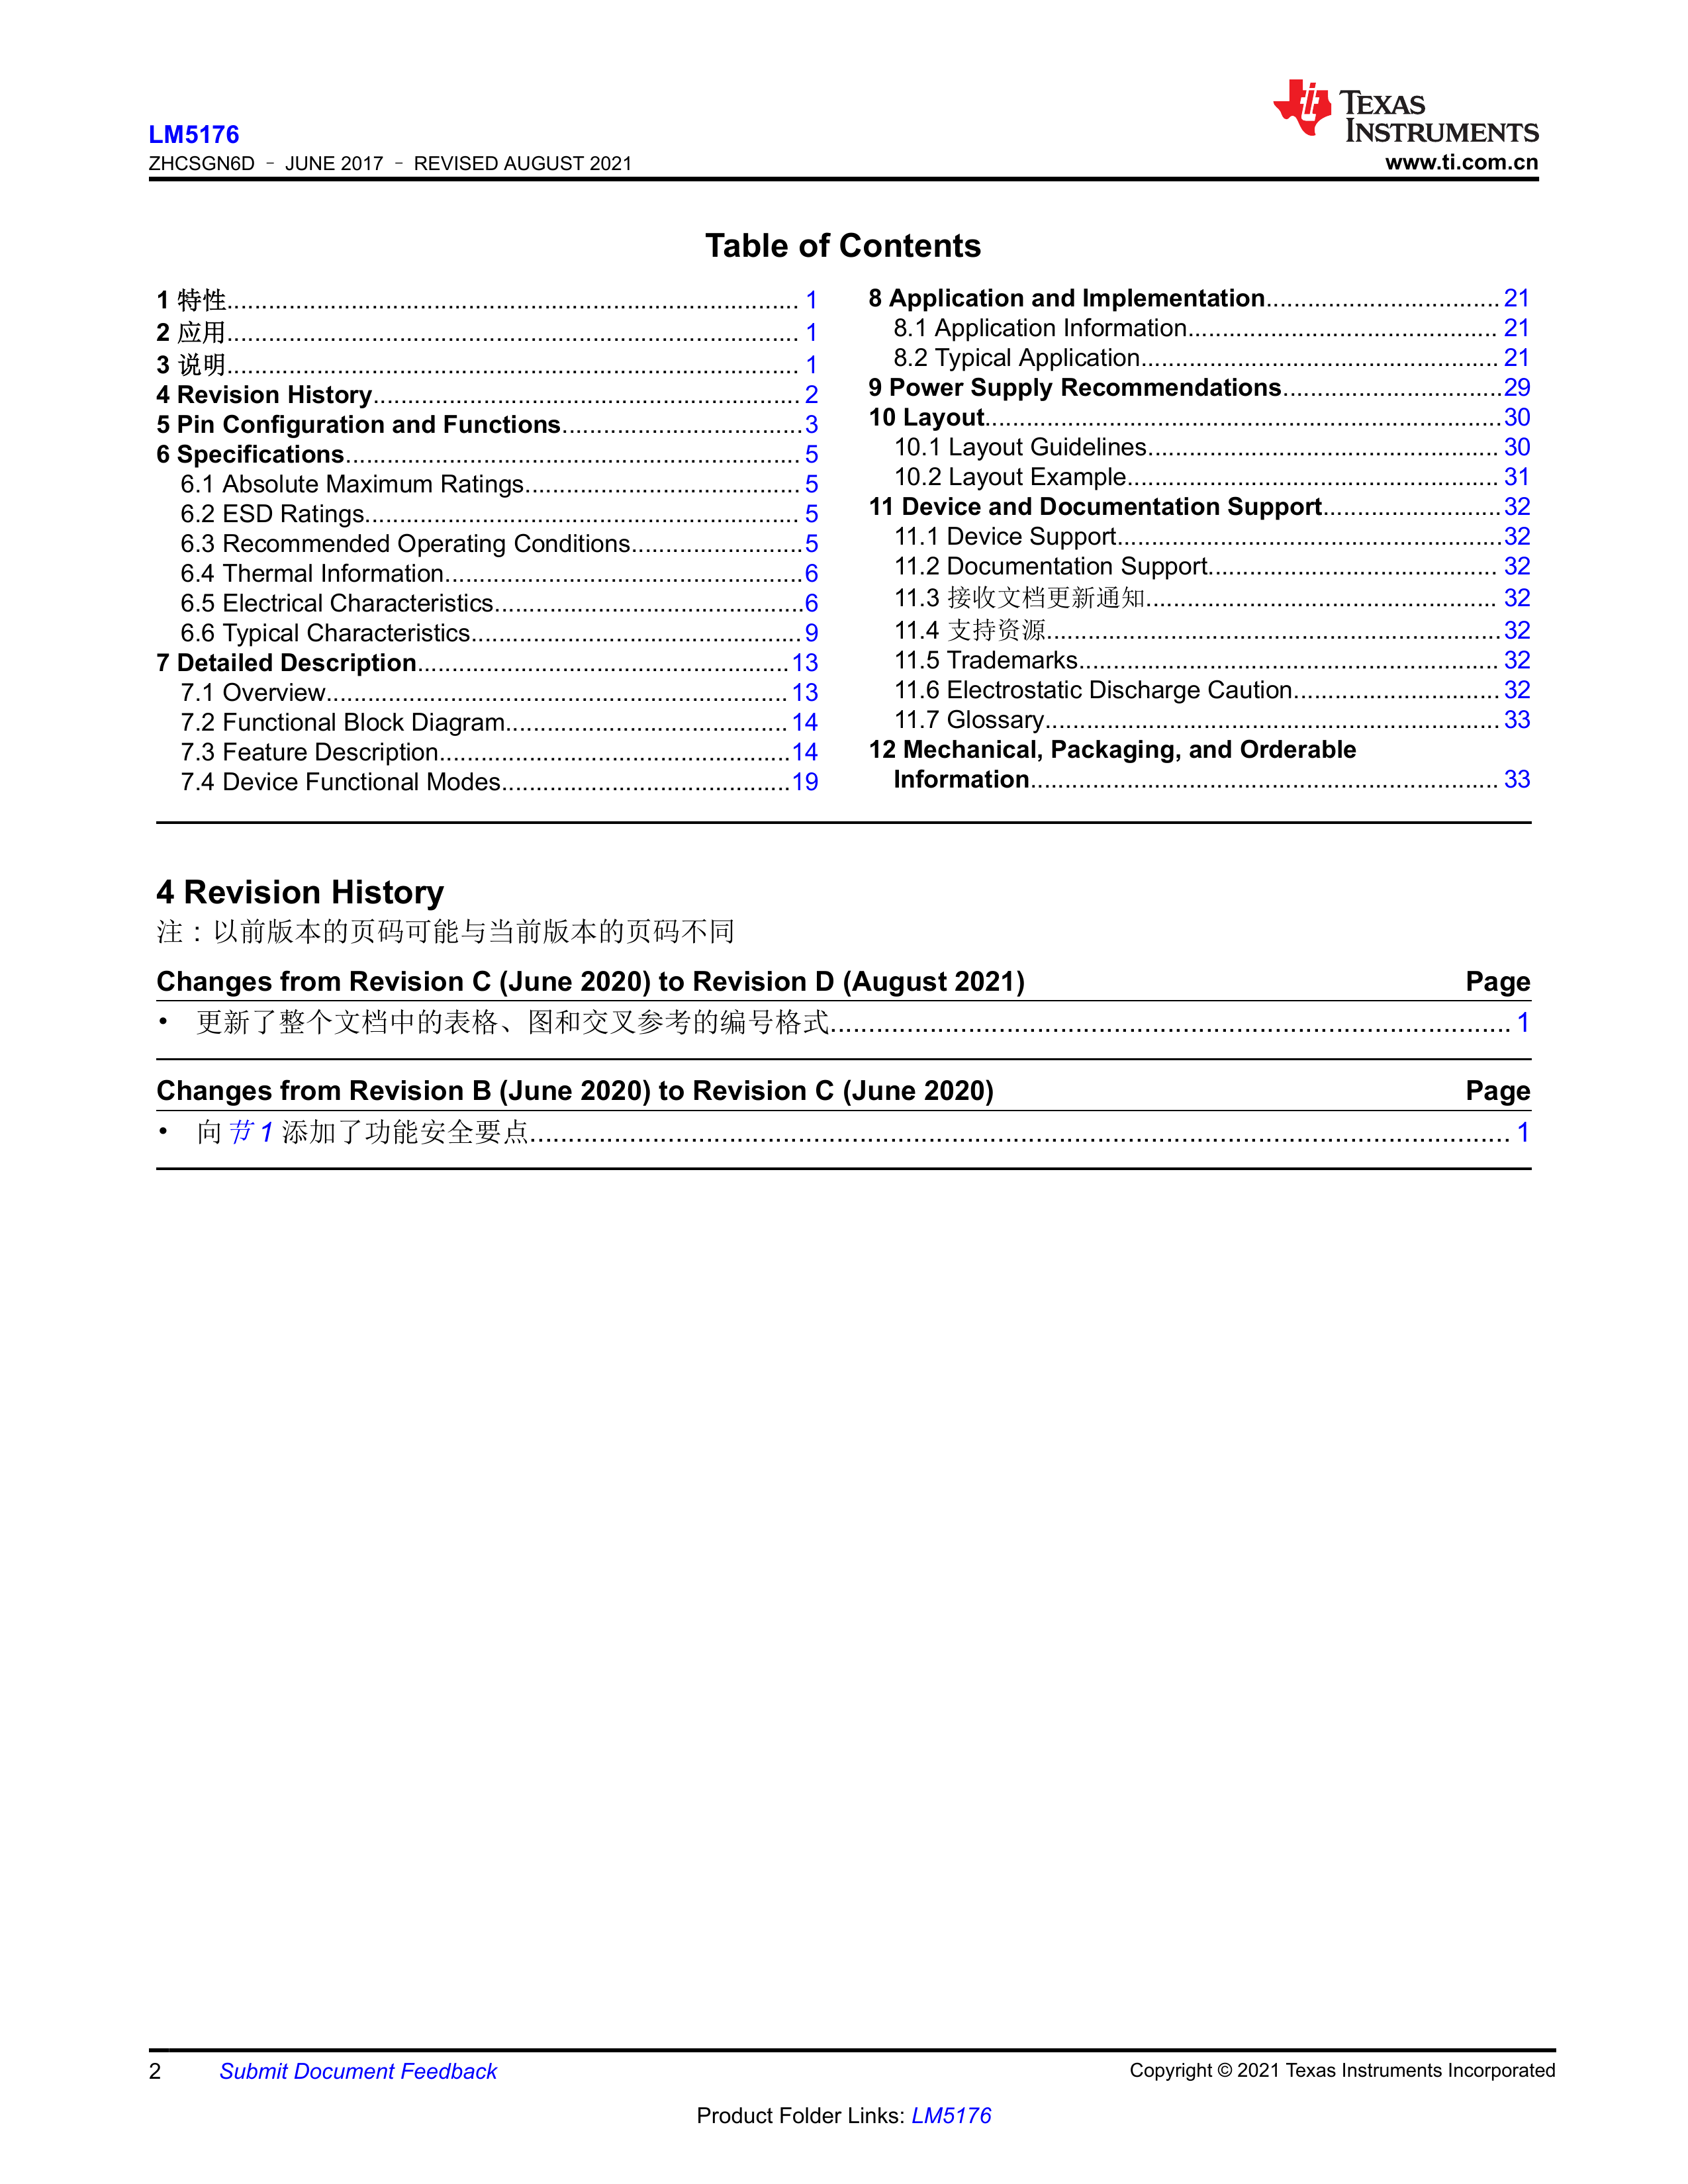 LM5176
ZHCSGN6D – JUNE 2017 – REVISED AUGUST 2021
TEXAS
INSTRUMENTS
www.ti.com.cn
Table of Contents
1 特性.................................................................................. 1
2 应用.................................................................................. 1
3 说明.................................................................................. 1
4 Revision History............................................................. 2
5 Pin Configuration and Functions...................................3
6 Specifications................................................................. 5
6.1 Absolute Maximum Ratings........................................ 5
6.2 ESD Ratings............................................................... 5
6.3 Recommended Operating Conditions.........................5
6.4 Thermal Information....................................................6
6.5 Electrical Characteristics.............................................6
6.6 Typical Characteristics................................................ 9
7 Detailed Description......................................................13
7.1 Overview................................................................... 13
7.2 Functional Block Diagram......................................... 14
7.3 Feature Description...................................................14
7.4 Device Functional Modes..........................................19
8 Application and Implementation.................................. 21
8.1 Application Information............................................. 21
8.2 Typical Application.................................................... 21
9 Power Supply Recommendations................................29
10 Layout...........................................................................30
10.1 Layout Guidelines................................................... 30
10.2 Layout Example...................................................... 31
11 Device and Documentation Support..........................32
11.1 Device Support........................................................32
11.2 Documentation Support.......................................... 32
11.3 接收文档更新通知................................................... 32
11.4 支持资源..................................................................32
11.5 Trademarks............................................................. 32
11.6 Electrostatic Discharge Caution..............................32
11.7 Glossary..................................................................33
12 Mechanical, Packaging, and Orderable
Information.................................................................... 33
4 Revision History
注：以前版本的页码可能与当前版本的页码不同
Changes from Revision C (June 2020) to Revision D (August 2021) Page
• 更新了整个文档中的表格、图和交叉参考的编号格式......................................................................................... 1
Changes from Revision B (June 2020) to Revision C (June 2020) Page
• 向节 1 添加了功能安全要点................................................................................................................................ 1
2 Submit Document Feedback Copyright © 2021 Texas Instruments Incorporated
Product Folder Links: LM5176